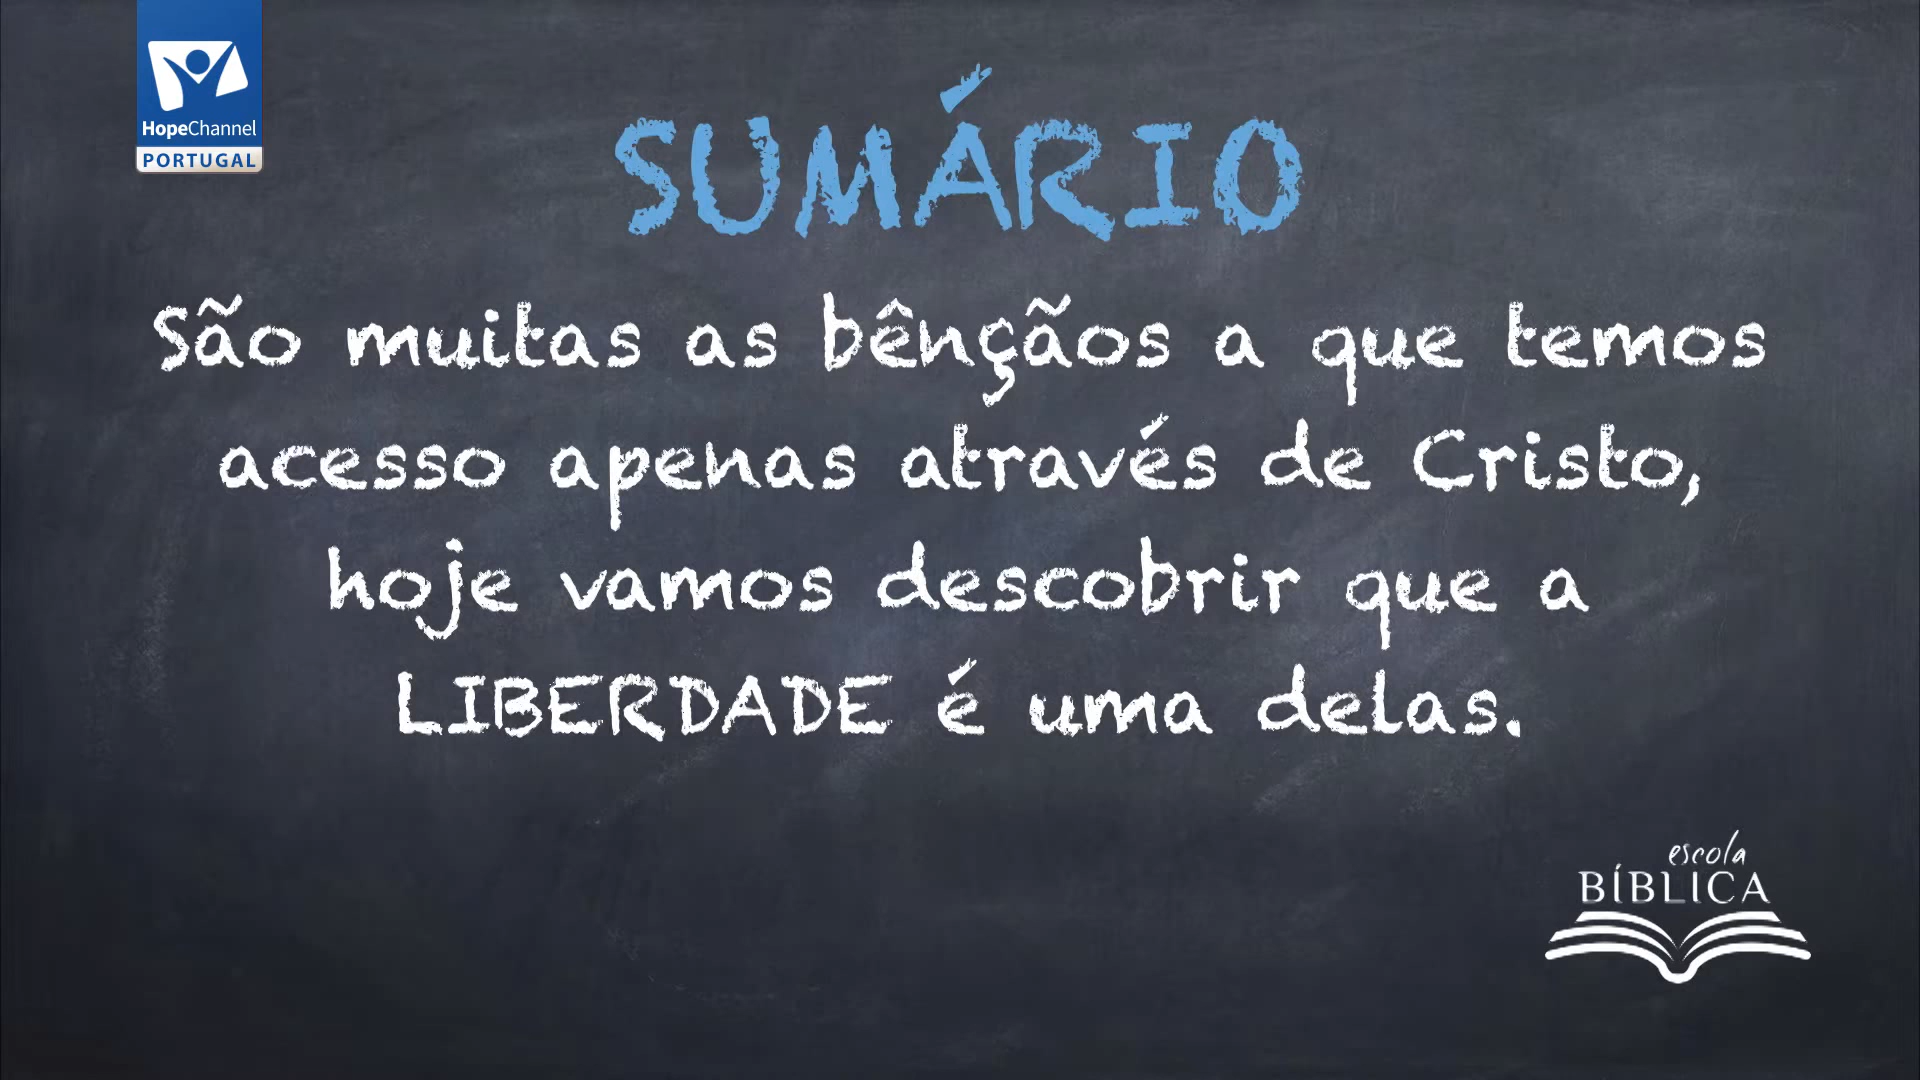 HopeChannel
PORTUGAL
SUMÁRIO
São muitas as bênçãos a que temos
acesso apenas através de Cristo,
hoje vamos descobrir que a
LIBERDADE é uma delas.
escola
BÍBLICA